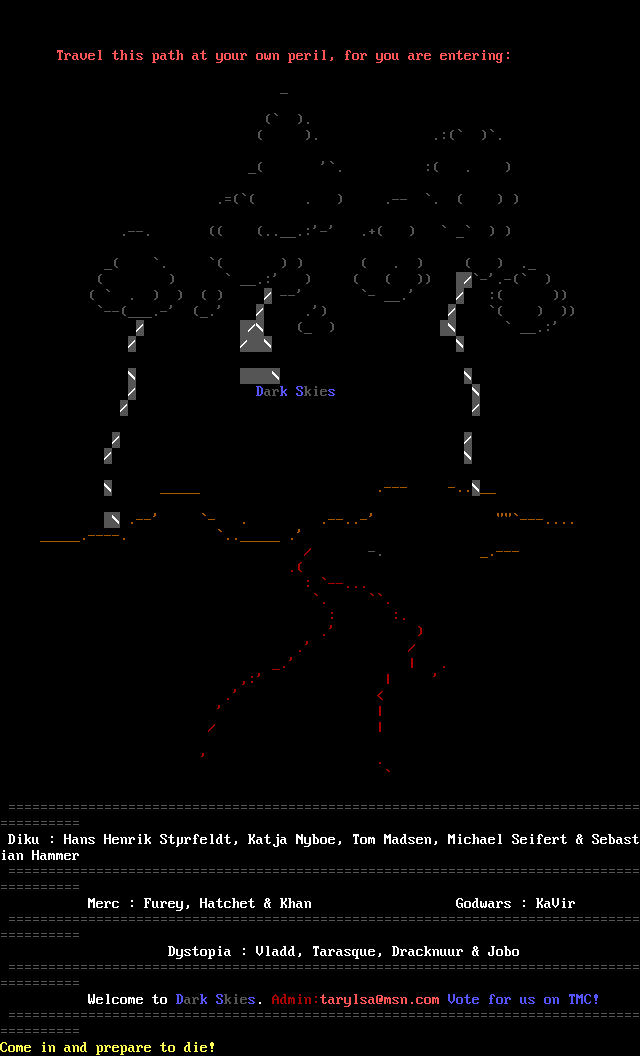 Travel this path at your own peril, for you are entering:
Dark Skies
Diku : Hans Henrik Stµrfeldt, Katja Nyboe, Tom Madsen, Michael Seifert & Sebast
ian Hammer
Merc : Furey, Hatchet & Khan Godwars : KaVir
Dystopia : Vladd, Tarasque, Dracknuur & Jobo
Welcome to Dark Skies. Admin:tarylsa@msn.com Vote for us on TMC!
Come in and prepare to die!